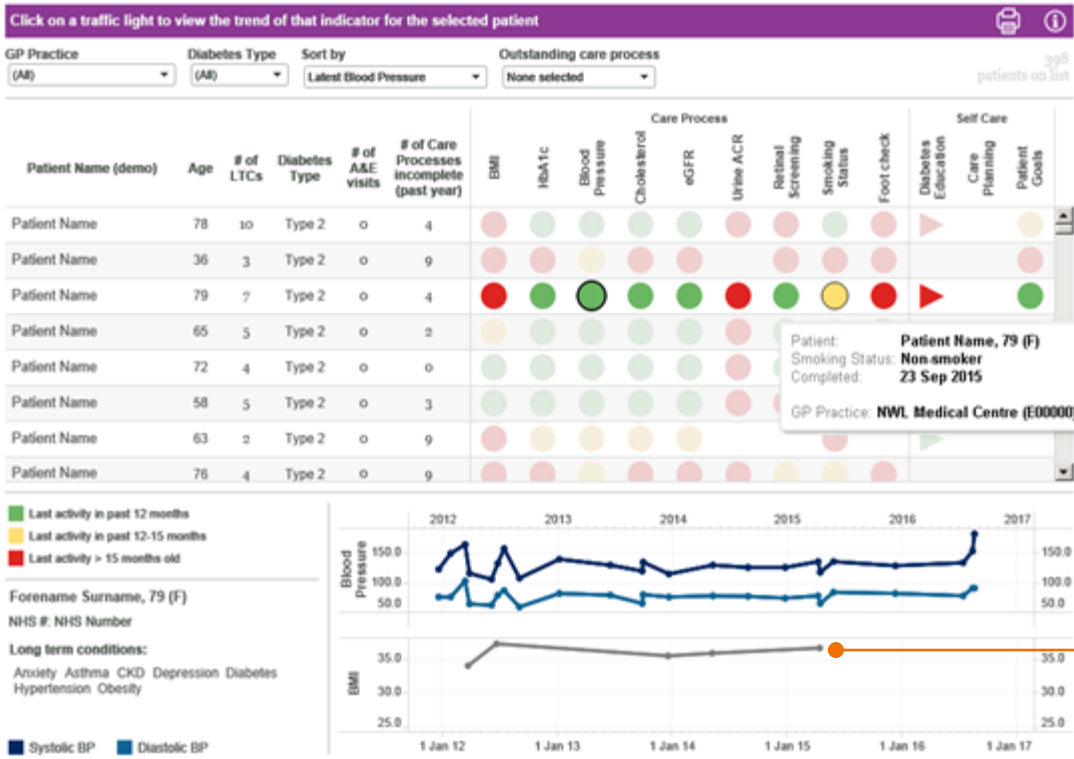 Click on a traffic light to view the trend of that indicator for the selected patient
GP Practice Diabetes Type Sort by Outstanding care process
(All) (All) Latest Blood Pressure None selected
398
patients on list
Care Process Self Care
Patient Name (demo) Age # of LTCs Diabetes Type # of A&E visits # of Care Processes incomplete (past year) BMI HbA1c Blood Pressure Cholesterol eGFR Urine ACR Retinal Screening Smoking Status Foot check Diabetes Education Care Planning Patient Goals
Patient Name 78 10 Type 2 0 4
Patient Name 36 3 Type 2 0 9
Patient Name 79 7 Type 2 0 4
Patient Name 65 5 Type 2 0 2
Patient Name 72 4 Type 2 0 0
Patient Name 58 5 Type 2 0 3
Patient Name 63 2 Type 2 0 9
Patient Name 76 4 Type 2 0 9
Patient: Patient Name, 79 (F)
Smoking Status: Non-smoker
Completed: 23 Sep 2015
GP Practice: NWL Medical Centre (E00000)
Last activity in past 12 months
Last activity in past 12-15 months
Last activity > 15 months old
Forename Surname, 79 (F)
NHS #: NHS Number
Long term conditions:
Anxiety Asthma CKD Depression Diabetes
Hypertension Obesity
Systolic BP Diastolic BP
2012 2013 2014 2015 2016 2017
Blood Pressure
150.0 150.0
100.0 100.0
50.0 50.0
BMI
35.0 35.0
30.0 30.0
25.0 25.0
1 Jan 12 1 Jan 13 1 Jan 14 1 Jan 15 1 Jan 16 1 Jan 17